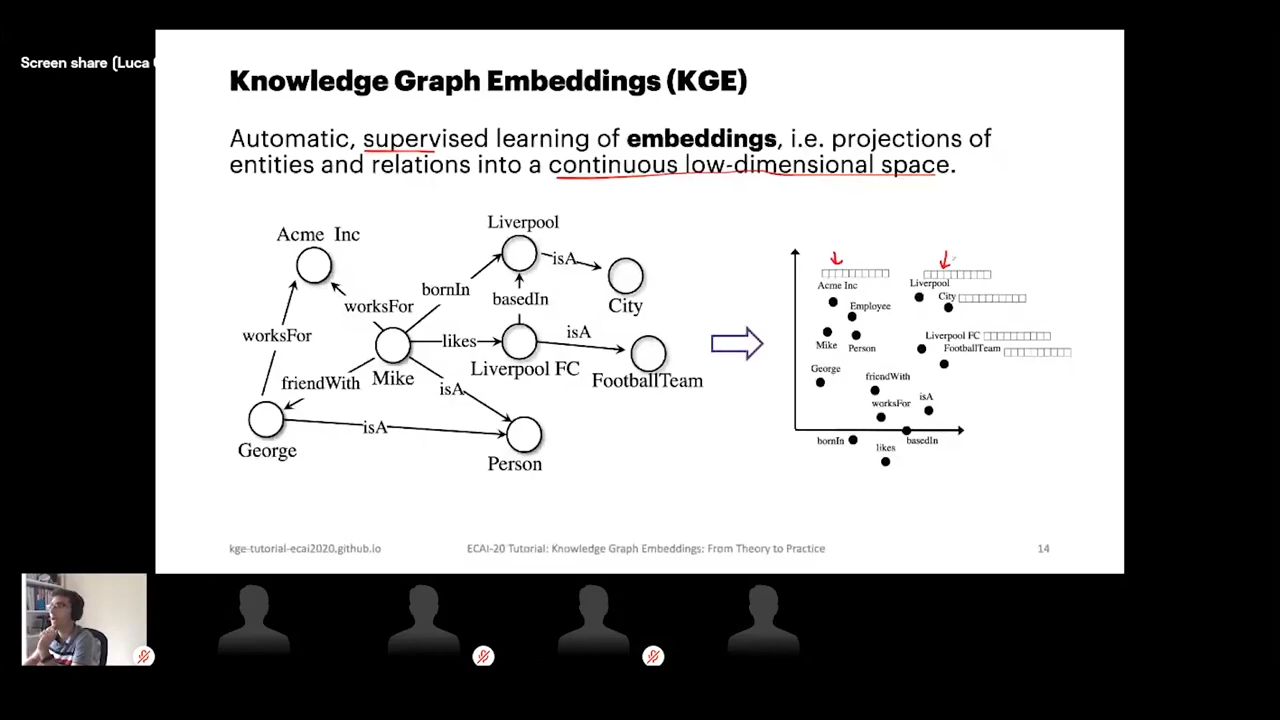 Screen share (Luca
Knowledge Graph Embeddings (KGE)
Automatic, supervised learning of embeddings, i.e. projections of
entities and relations into a continuous low-dimensional space.
Acme Inc
Liverpool
isA
City
bornIn
basedIn
worksFor
worksFor
likes
isA
Mike
Liverpool FC
FootballTeam
friendWith
isA
George
isA
Person
Acme Inc
Liverpool
Employee
City
Mike
Person
Liverpool FC
FootballTeam
George
friendWith
worksFor
isA
bornIn
basedIn
likes
kge-tutorial-ecai2020.github.io
ECAI-20 Tutorial: Knowledge Graph Embeddings: From Theory to Practice
14